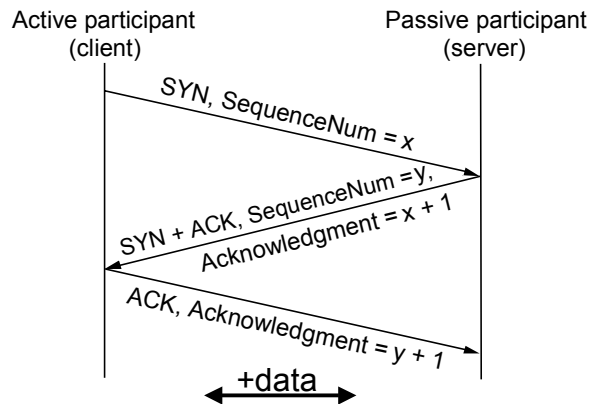 Active participant
(client)
Passive participant
(server)
SYN, SequenceNum = x
SYN + ACK, SequenceNum =y,
Acknowledgment = x + 1
ACK, Acknowledgment = y + 1
+data